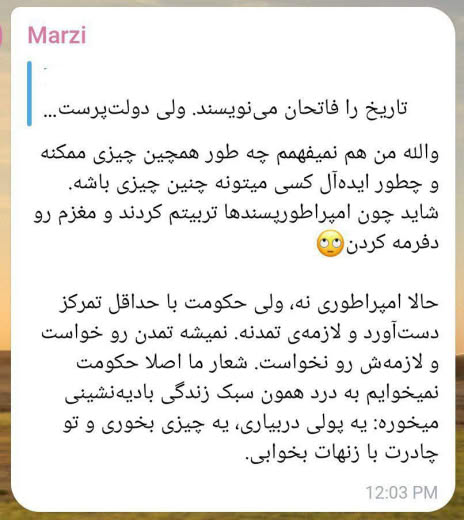 Marzi
تاریخ را فاتحان می‌نویسند. ولی دولت‌پرست...
والله من هم نمیفهمم چه طور همچین چیزی ممکنه
و چطور ایده‌آل کسی میتونه چنین چیزی باشه.
شاید چون امپراطورپسندها تربیتم کردند و مغزم رو
دفرمه کردن🙄
حالا امپراطوری نه، ولی حکومت با حداقل تمرکز
دست‌آورد و لازمه‌ی تمدنه. نمیشه تمدن رو خواست
و لازمه‌ش رو نخواست. شعار ما اصلا حکومت
نمیخوایم به درد همون سبک زندگی بادیه‌نشینی
میخوره: یه پولی دربیاری، یه چیزی بخوری و تو
چادرت با زنهات بخوابی.
12:03 PM